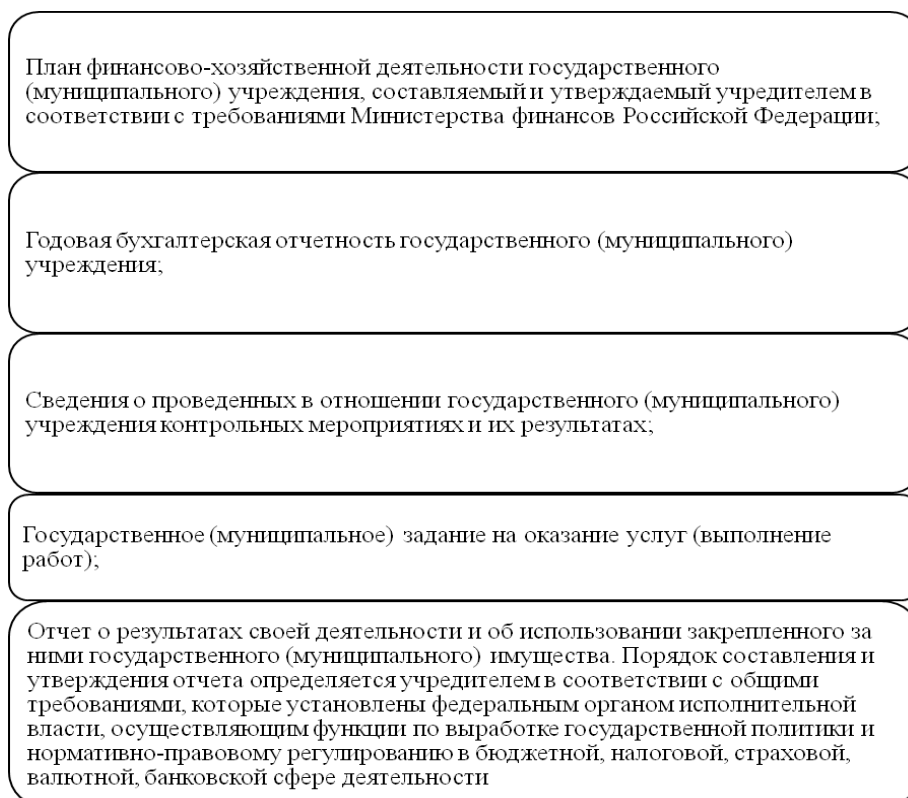 План финансово-хозяйственной деятельности государственного
(муниципального) учреждения, составляемый и утверждаемый учредителем в
соответствии с требованиями Министерства финансов Российской Федерации;
Годовая бухгалтерская отчетность государственного (муниципального)
учреждения;
Сведения о проведенных в отношении государственного (муниципального)
учреждения контрольных мероприятиях и их результатах;
Государственное (муниципальное) задание на оказание услуг (выполнение
работ);
Отчет о результатах своей деятельности и об использовании закрепленного за
ними государственного (муниципального) имущества. Порядок составления и
утверждения отчета определяется учредителем в соответствии с общими
требованиями, которые установлены федеральным органом исполнительной
власти, осуществляющим функции по выработке государственной политики и
нормативно-правовому регулированию в бюджетной, налоговой, страховой,
валютной, банковской сфере деятельности